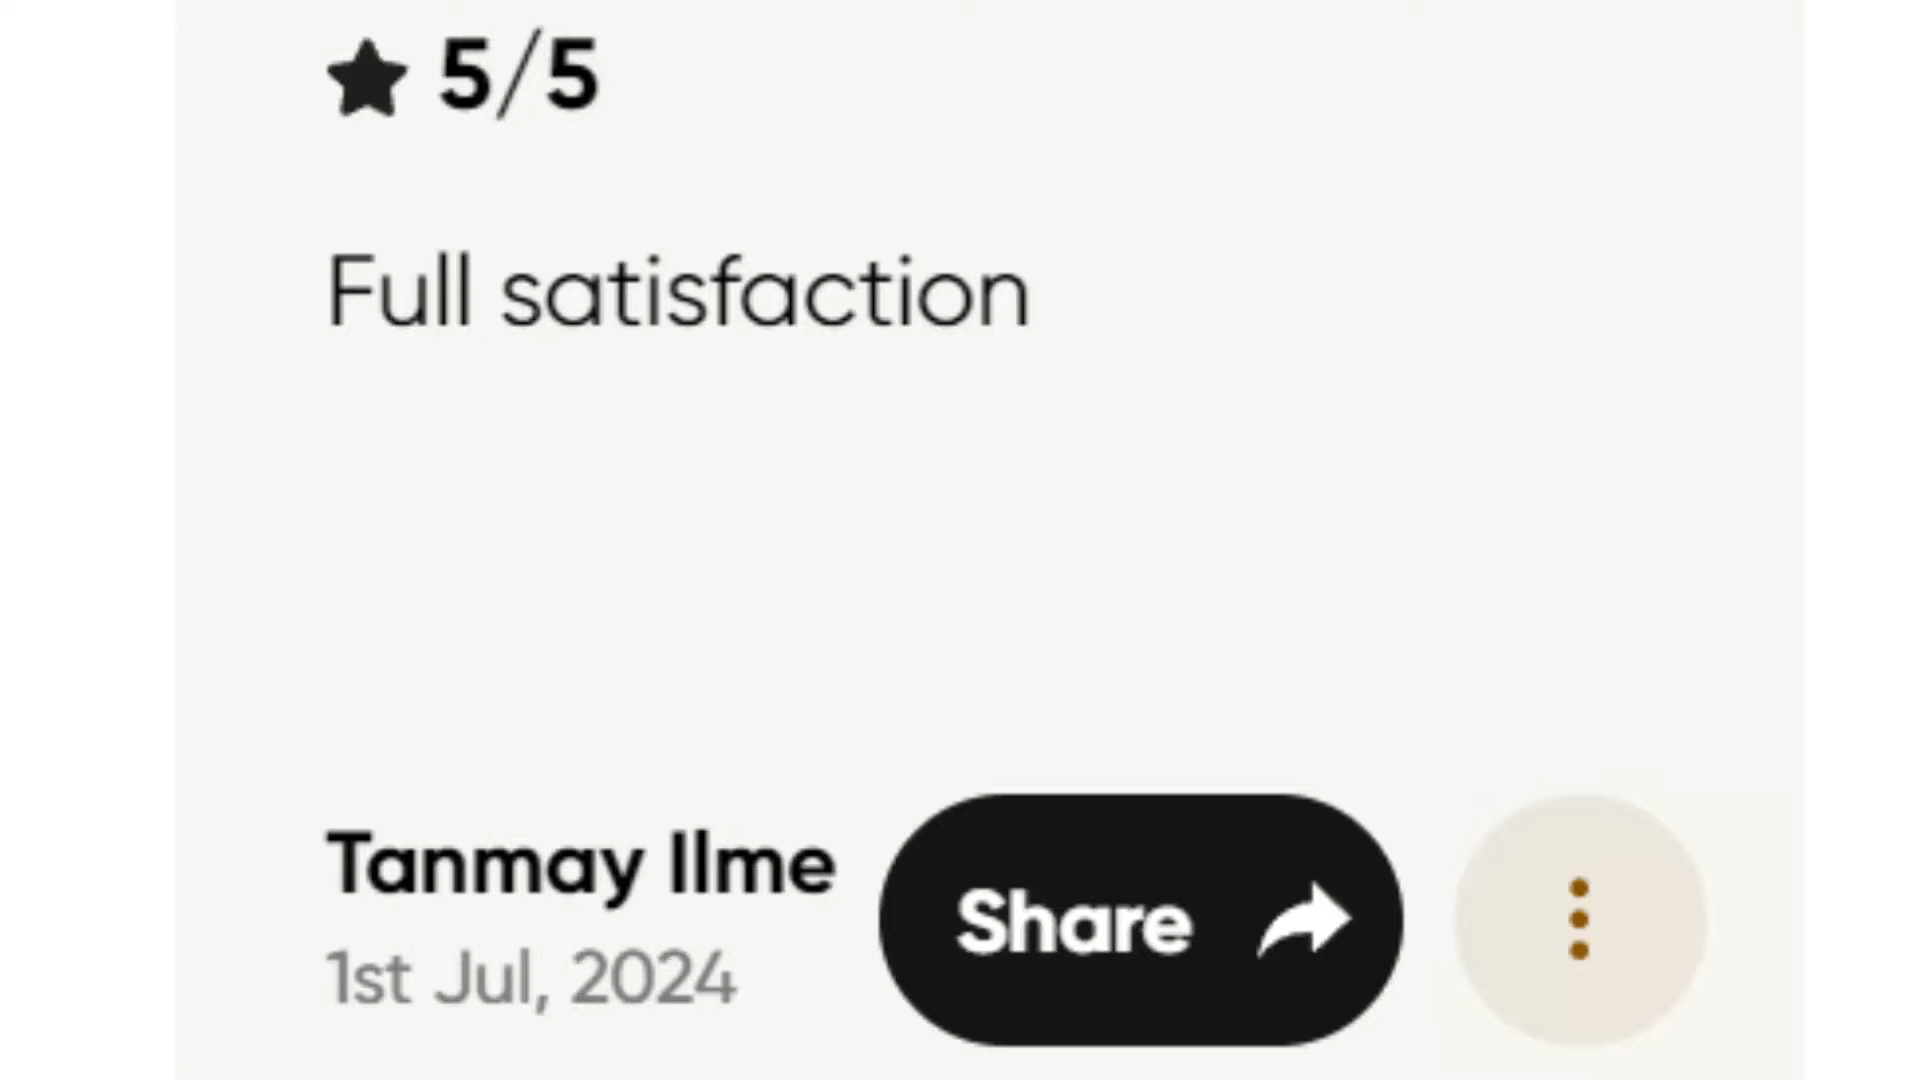 5/5
Full satisfaction
Tanmay Ilme
1st Jul, 2024
Share